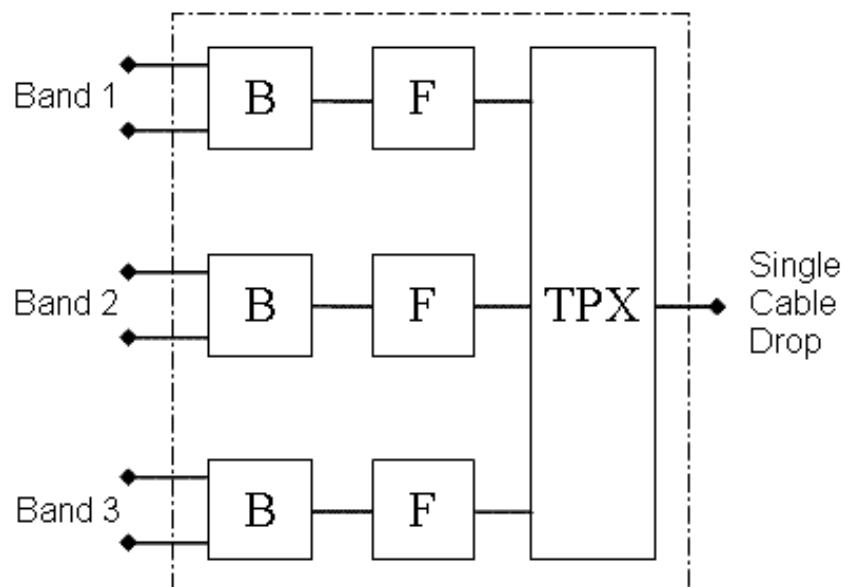 Band 1
B
F
Band 2
B
F
TPX
Single
Cable
Drop
Band 3
B
F